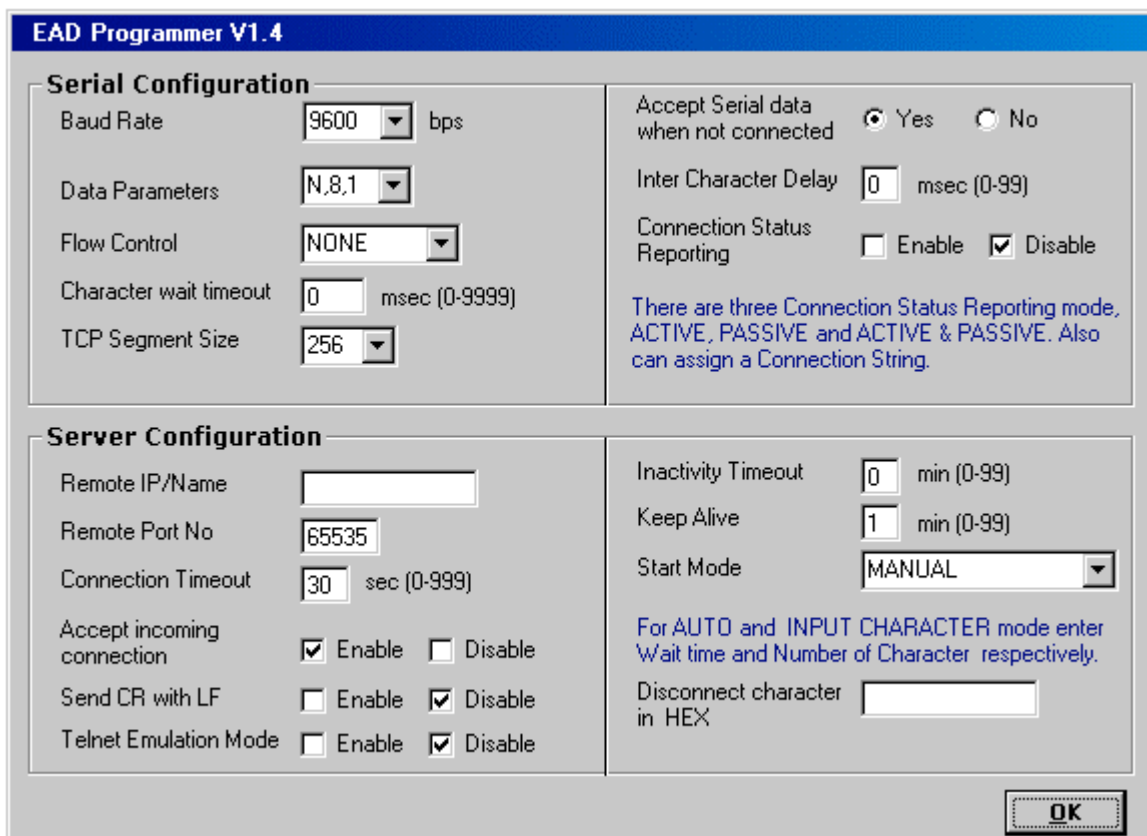 EAD Programmer V1.4
Serial Configuration
Baud Rate 9600 bps
Data Parameters N,8,1
Flow Control NONE
Character wait timeout 0 msec (0-9999)
TCP Segment Size 256
Accept Serial data
when not connected Yes No
Inter Character Delay 0 msec (0-99)
Connection Status
Reporting Enable Disable
There are three Connection Status Reporting mode,
ACTIVE, PASSIVE and ACTIVE & PASSIVE. Also
can assign a Connection String.
Server Configuration
Remote IP/Name
Remote Port No 65535
Connection Timeout 30 sec (0-999)
Accept incoming
connection Enable Disable
Send CR with LF Enable Disable
Telnet Emulation Mode Enable Disable
Inactivity Timeout 0 min (0-99)
Keep Alive 1 min (0-99)
Start Mode MANUAL
For AUTO and INPUT CHARACTER mode enter
Wait time and Number of Character respectively.
Disconnect character
in HEX
OK